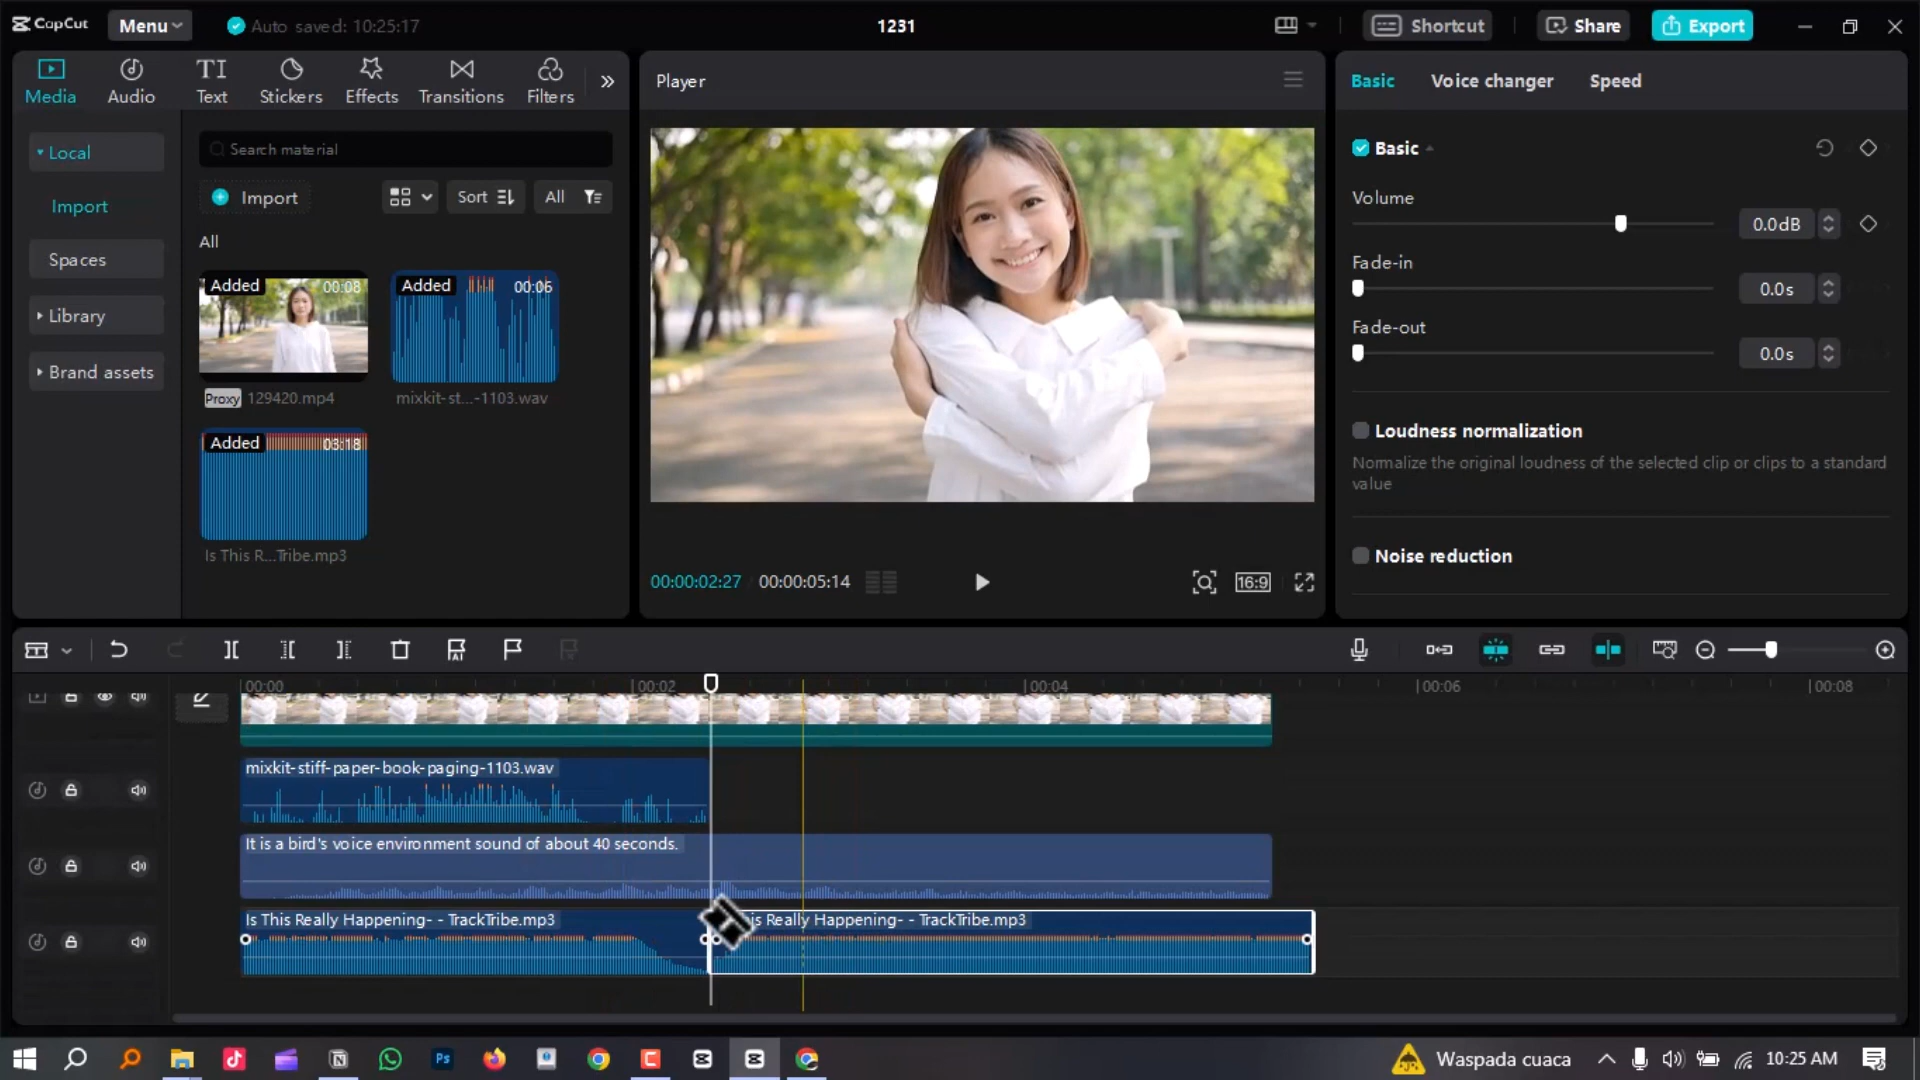 CapCut
Menu
Auto saved: 10:25:17
1231
Shortcut
Share
Export
Media
Audio
TI
Text
Stickers
Effects
Transitions
Filters
Local
Import
Spaces
Library
Brand assets
Search material
Import
Sort
All
All
Added
00:08
Proxy 129420.mp4
Added
00:06
mixkit-st...-1103.wav
Added
03:18
Is This R...Tribe.mp3
Player
00:00:02:27
00:00:05:14
16:9
Basic
Voice changer
Speed
Basic
Volume
0.0dB
Fade-in
0.0s
Fade-out
0.0s
Loudness normalization
Normalize the original loudness of the selected clip or clips to a standard
value
Noise reduction
AI
00:00
00:02
00:04
00:06
00:08
mixkit-stiff-paper-book-paging-1103.wav
It is a bird's voice environment sound of about 40 seconds.
Is This Really Happening- - TrackTribe.mp3
is Really Happening- - TrackTribe.mp3
Ps
Waspada cuaca
10:25 AM